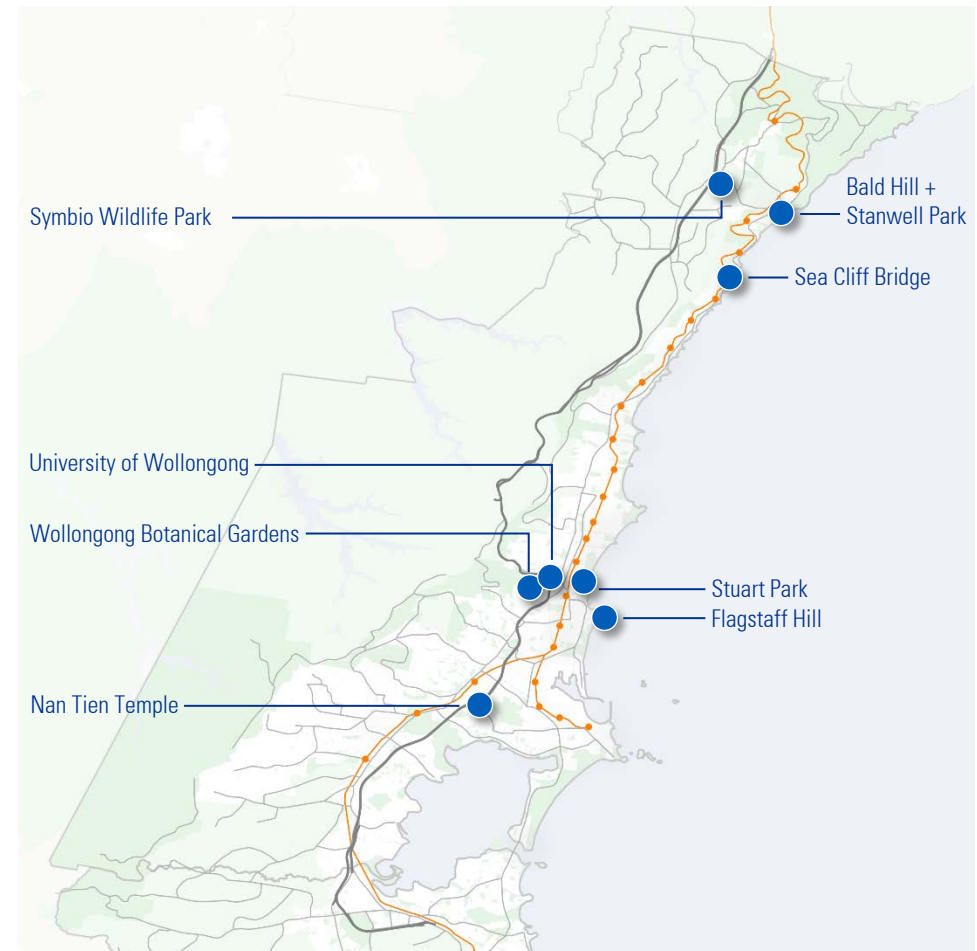 Symbio Wildlife Park
Bald Hill +
Stanwell Park
Sea Cliff Bridge
University of Wollongong
Wollongong Botanical Gardens
Stuart Park
Flagstaff Hill
Nan Tien Temple